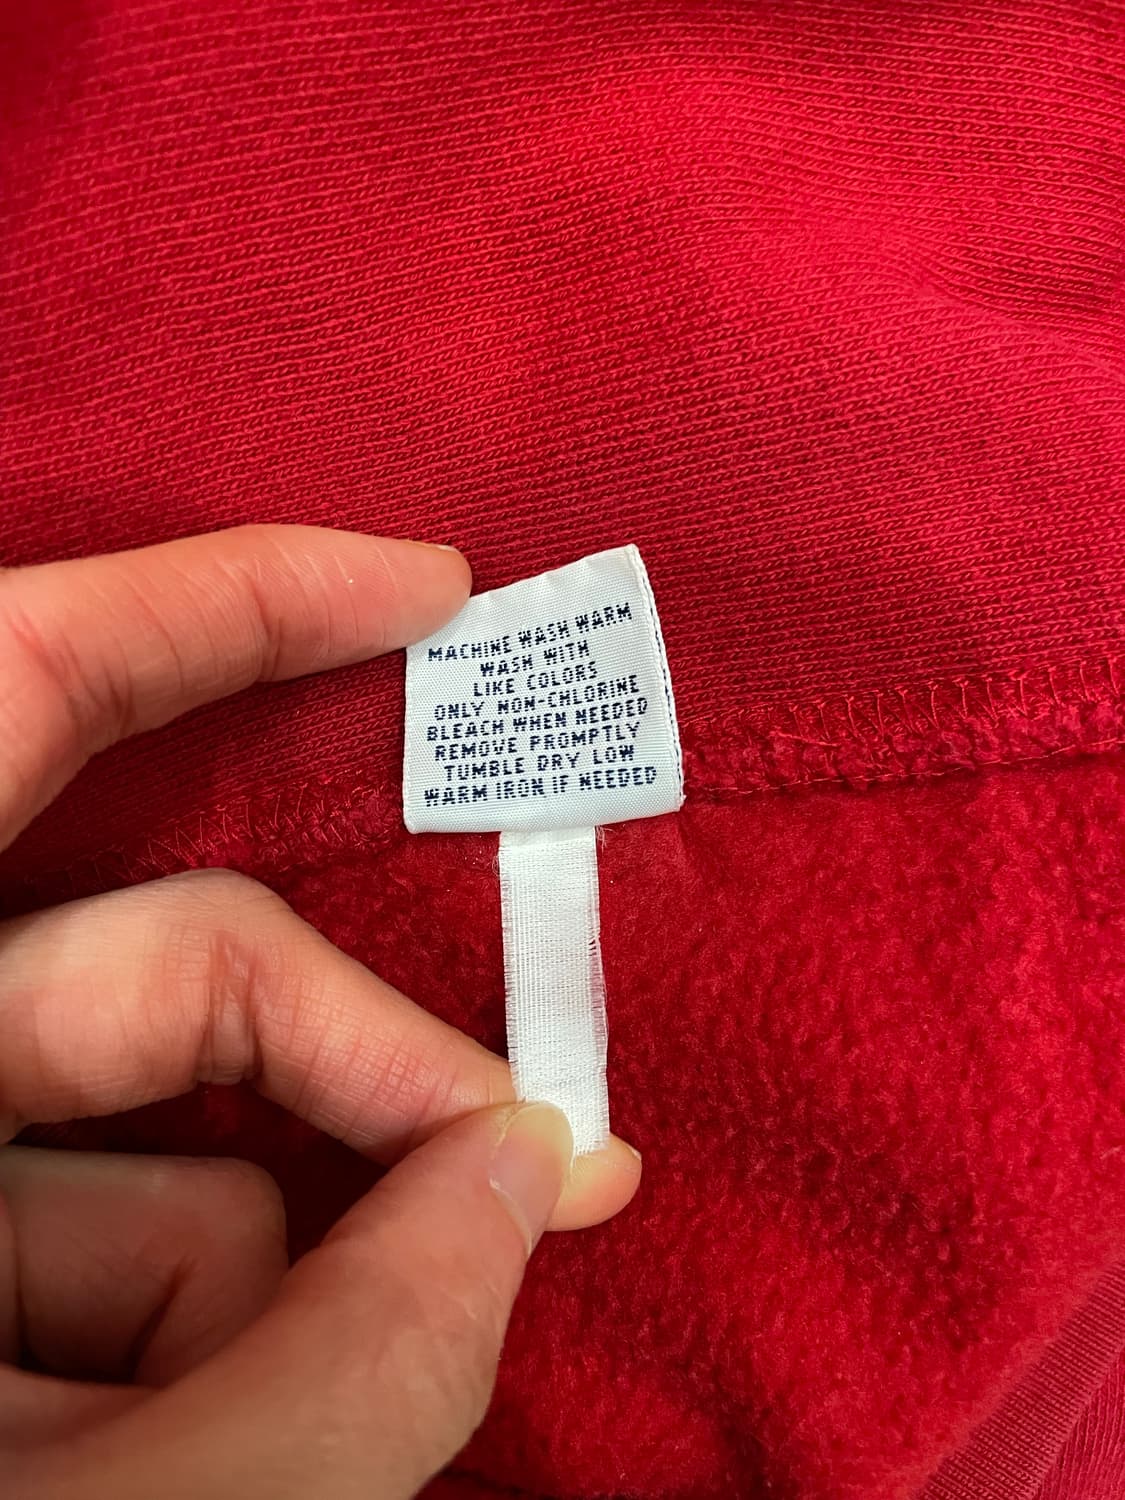 MACHINE WASH WARM
WASH WITH
LIKE COLORS
ONLY NON-CHLORINE
BLEACH WHEN NEEDED
REMOVE PROMPTLY
TUMBLE DRY LOW
WARM IRON IF NEEDED